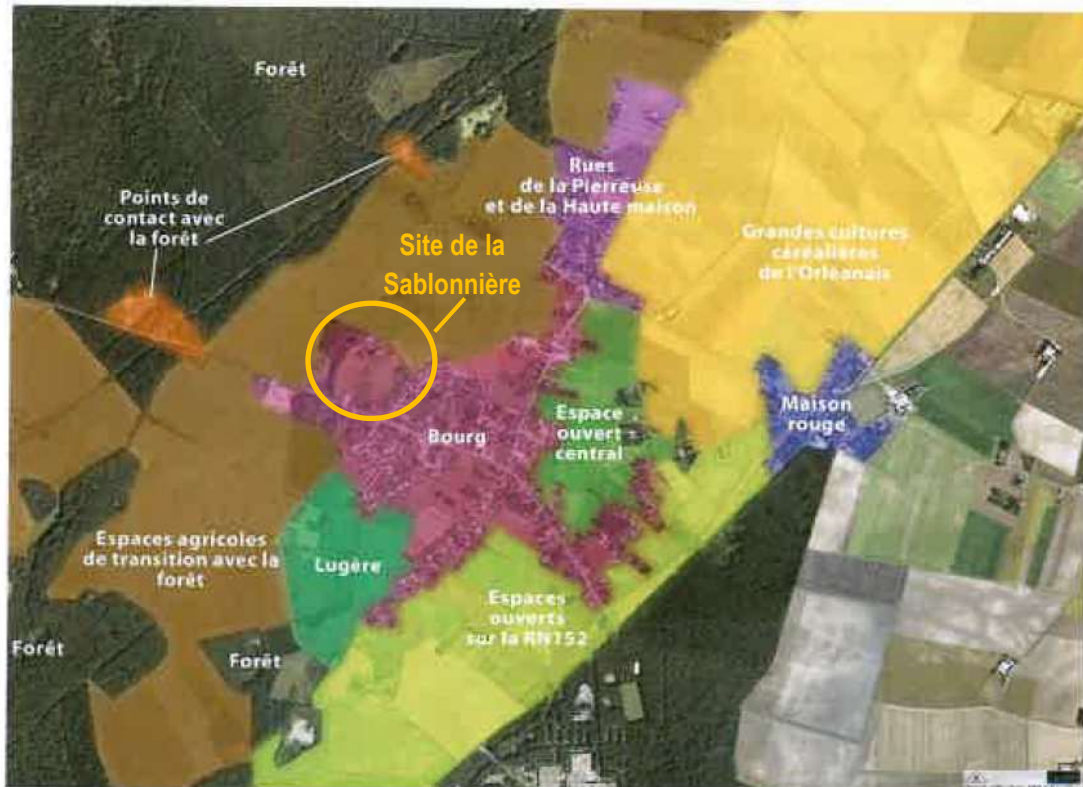 Forêt
Points de
contact avec
la forêt
Rues
de la Pierreuse
et de la Haute maison
Site de la
Sablonnière
Grandes cultures
céréalières
de l'Orléanais
Bourg
Espace
ouvert
central
Maison
rouge
Espaces agricoles
de transition avec la
forêt
Lugère
Espaces
ouverts
sur la RN152
Forêt
Forêt